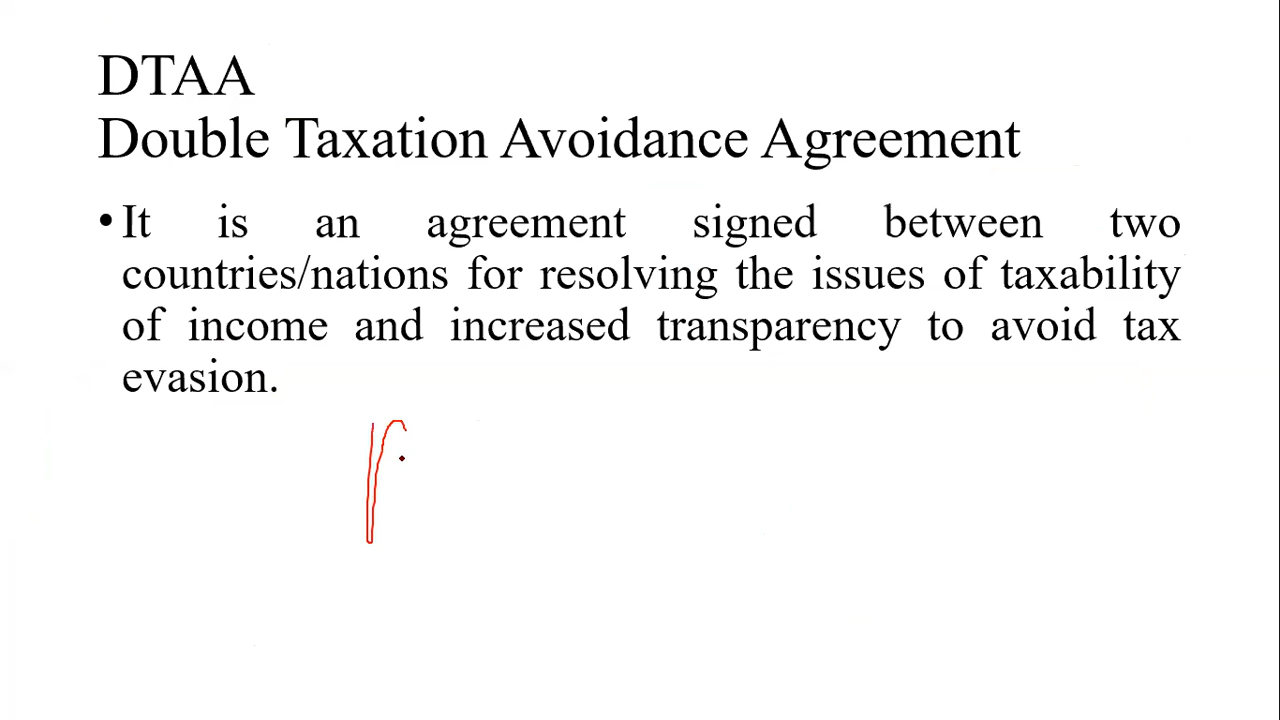 DTAA
Double Taxation Avoidance Agreement
• It is an agreement signed between two
countries/nations for resolving the issues of taxability
of income and increased transparency to avoid tax
evasion.